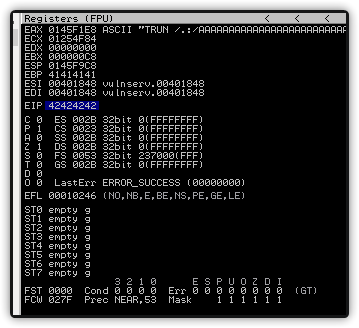 Registers (FPU) < < <
EAX 0145F1E8 ASCII "TRUN /.:/AAAAAAAAAAAAAAAAAAAAAAAAA
ECX 01254F84
EDX 00000000
EBX 000000C8
ESP 0145F9C8
EBP 41414141
ESI 00401848 vulnserv.00401848
EDI 00401848 vulnserv.00401848
EIP 42424242
C 0 ES 002B 32bit 0(FFFFFFFF)
P 1 CS 0023 32bit 0(FFFFFFFF)
A 0 SS 002B 32bit 0(FFFFFFFF)
Z 1 DS 002B 32bit 0(FFFFFFFF)
S 0 FS 0053 32bit 237000(FFF)
T 0 GS 002B 32bit 0(FFFFFFFF)
D 0
O 0 LastErr ERROR_SUCCESS (00000000)
EFL 00010246 (NO,NB,E,BE,NS,PE,GE,LE)
ST0 empty g
ST1 empty g
ST2 empty g
ST3 empty g
ST4 empty g
ST5 empty g
ST6 empty g
ST7 empty g
3 2 1 0 E S P U O Z D I
FST 0000 Cond 0 0 0 0 Err 0 0 0 0 0 0 0 0 (GT)
FCW 027F Prec NEAR,53 Mask 1 1 1 1 1 1